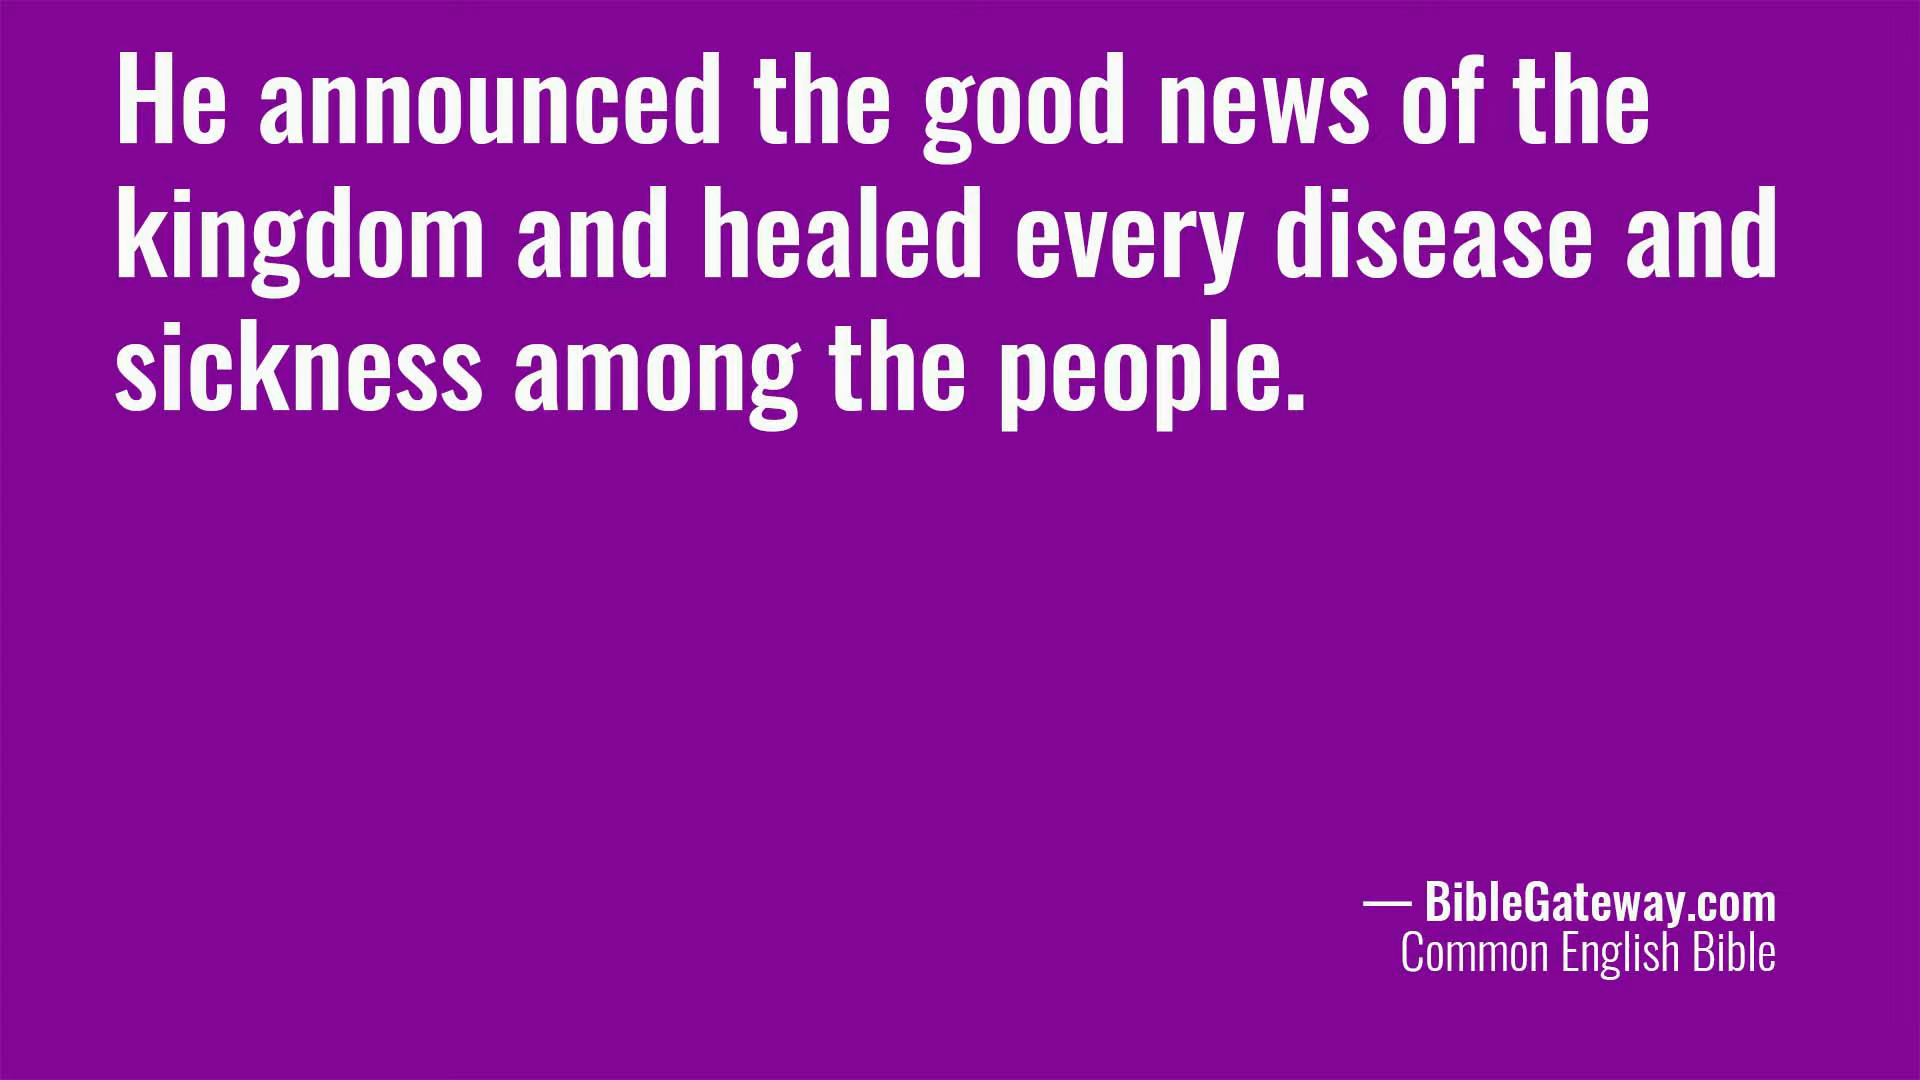 He announced the good news of the
kingdom and healed every disease and
sickness among the people.
— BibleGateway.com
Common English Bible